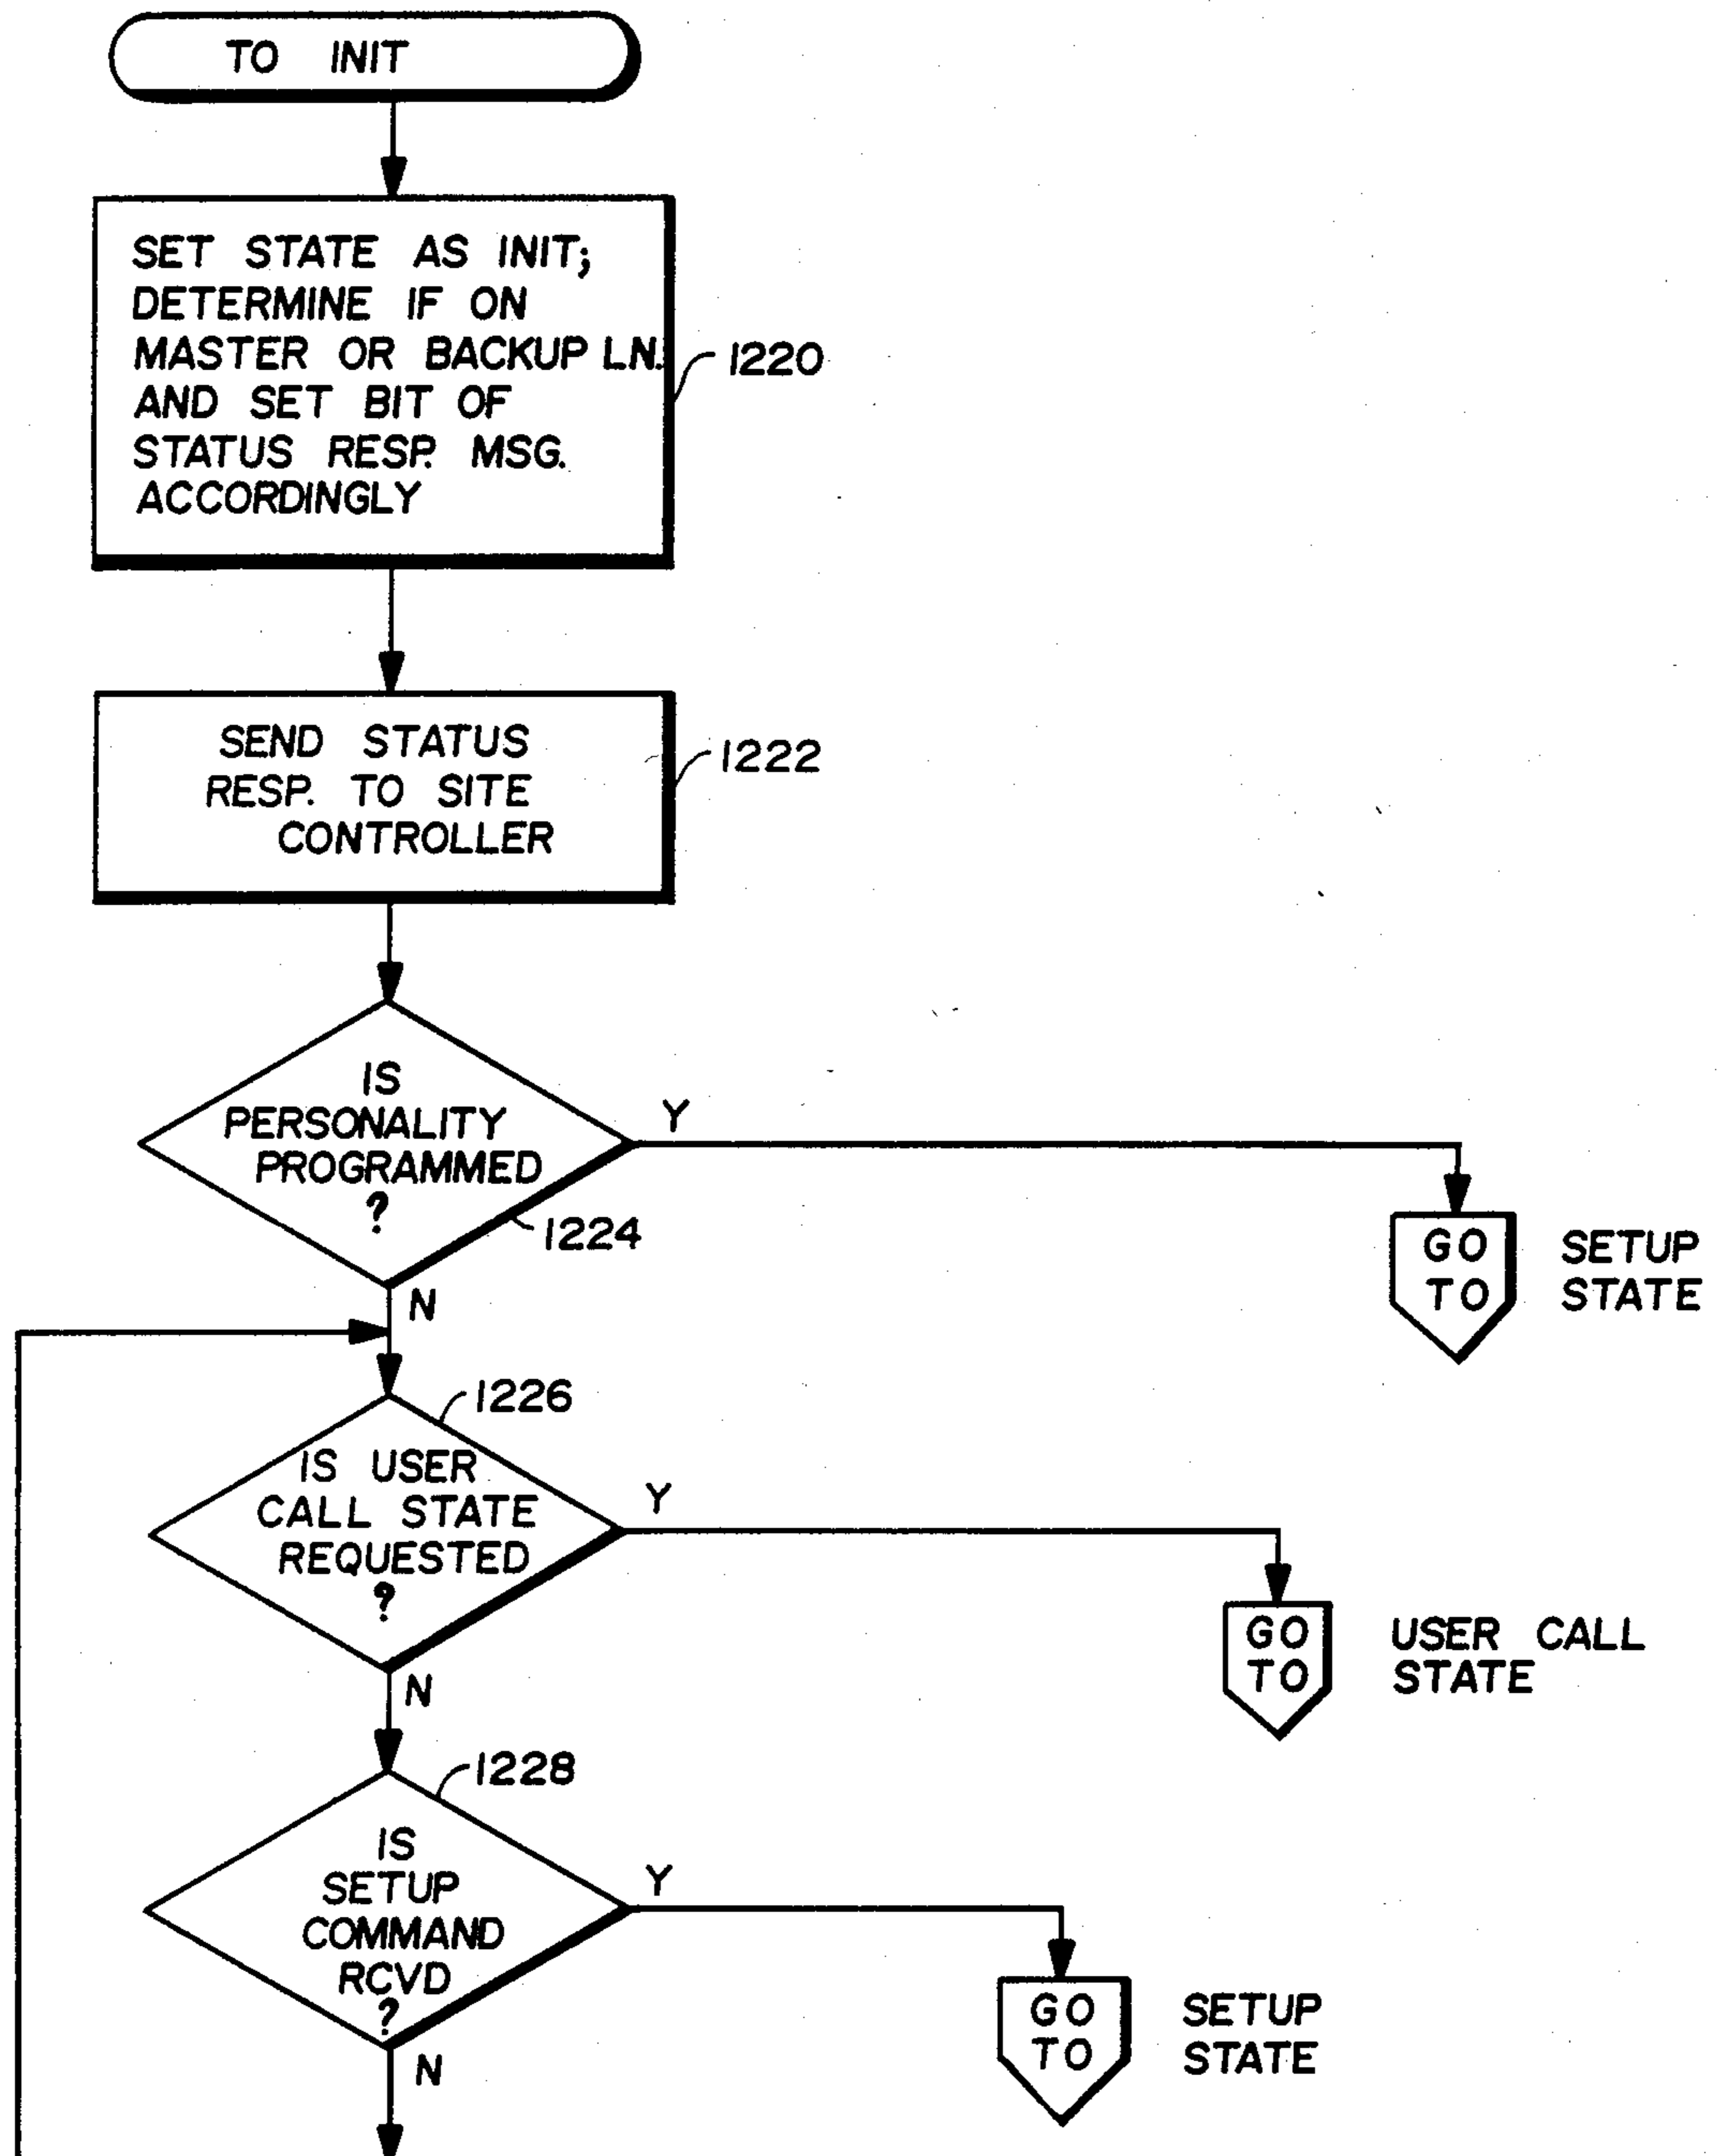 TO INIT
SET STATE AS INIT;
DETERMINE IF ON
MASTER OR BACKUP LN.
AND SET BIT OF
STATUS RESP. MSG.
ACCORDINGLY
1220
SEND STATUS
RESP. TO SITE
CONTROLLER
1222
IS
PERSONALITY
PROGRAMMED
?
1224
Y
GO
TO
SETUP
STATE
N
1226
IS USER
CALL STATE
REQUESTED
?
Y
GO
TO
USER CALL
STATE
N
1228
IS
SETUP
COMMAND
RCVD
?
Y
GO
TO
SETUP
STATE
N